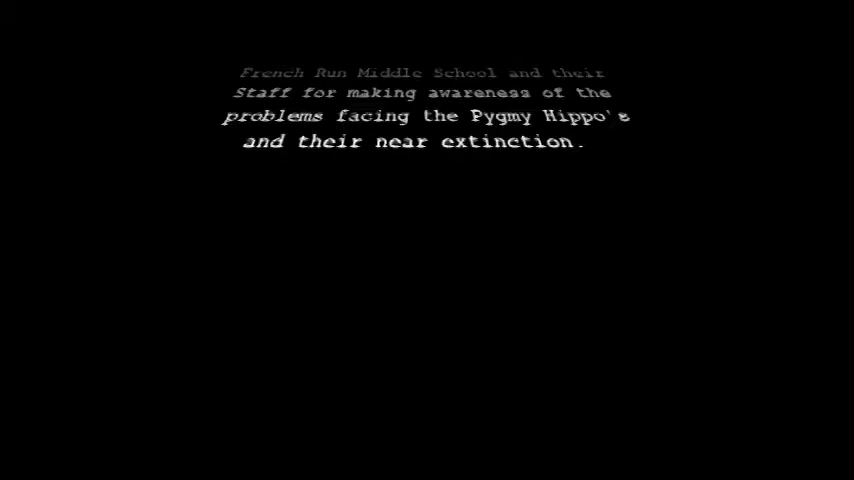 French Run Middle School and their
Staff for making awareness of the
problems facing the Pygmy Hippo's
and their near extinction.